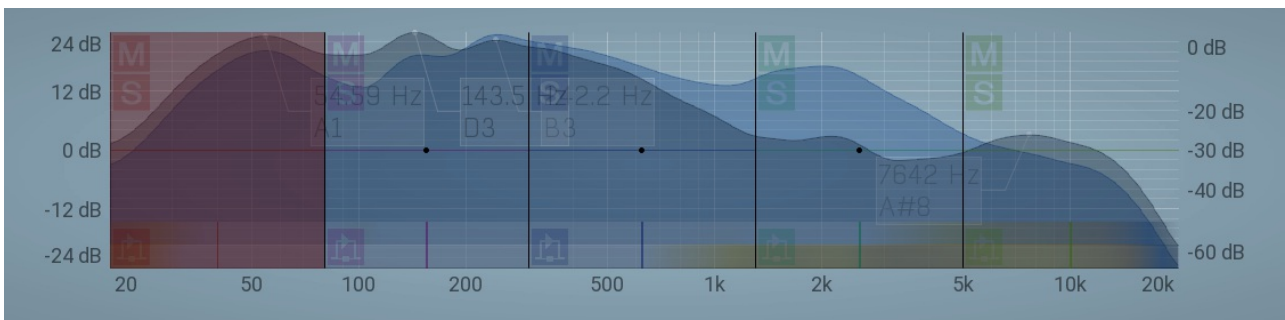 24 dB
12 dB
0 dB
-12 dB
-24 dB
M
S
M
S
M
S
M
S
M
S
54.59 Hz
A1
143.5 Hz
D3
2.2 Hz
B3
7642 Hz
A#8
0 dB
-20 dB
-30 dB
-40 dB
-60 dB
20 50 100 200 500 1k 2k 5k 10k 20k